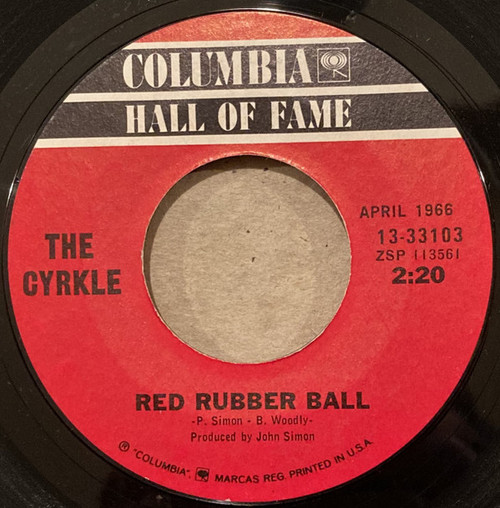 COLUMBIA
HALL OF FAME
THE
CYRKLE
APRIL 1966
13-33103
ZSP 113561
2:20
RED RUBBER BALL
-P. Simon - B. Woodly-
Produced by John Simon
℗ "COLUMBIA", MARCAS REG. PRINTED IN U.S.A.